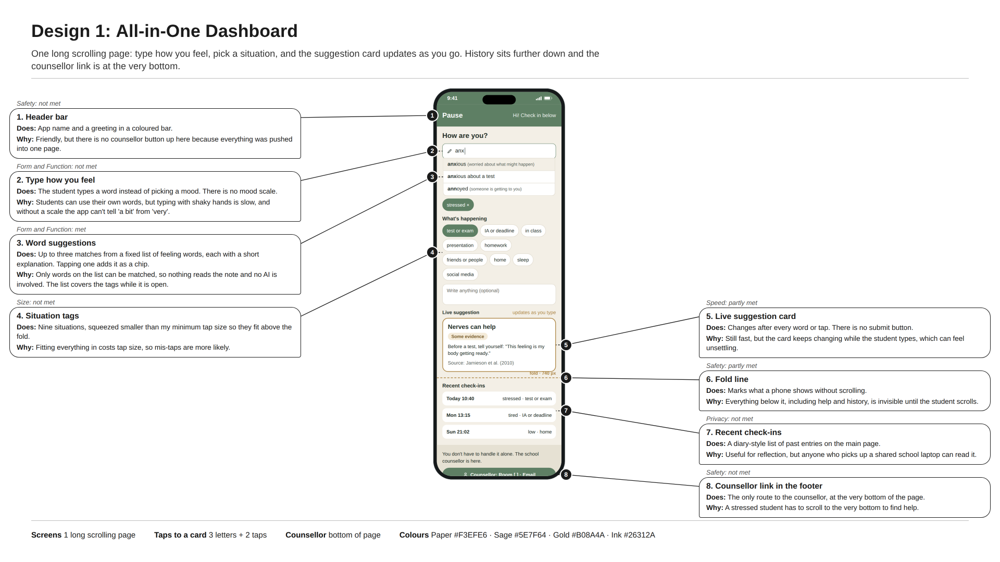 Design 1: All-in-One Dashboard
One long scrolling page: type how you feel, pick a situation, and the suggestion card updates as you go. History sits further down and the
counsellor link is at the very bottom.
Safety: not met
1. Header bar
Does: App name and a greeting in a coloured bar.
Why: Friendly, but there is no counsellor button up here because everything was pushed
into one page.
Form and Function: not met
2. Type how you feel
Does: The student types a word instead of picking a mood. There is no mood scale.
Why: Students can use their own words, but typing with shaky hands is slow, and
without a scale the app can't tell 'a bit' from 'very'.
Form and Function: met
3. Word suggestions
Does: Up to three matches from a fixed list of feeling words, each with a short
explanation. Tapping one adds it as a chip.
Why: Only words on the list can be matched, so nothing reads the note and no AI is
involved. The list covers the tags while it is open.
Size: not met
4. Situation tags
Does: Nine situations, squeezed smaller than my minimum tap size so they fit above the
fold.
Why: Fitting everything in costs tap size, so mis-taps are more likely.
9:41
1
Pause
Hi! Check in below
How are you?
2
anx
anxious (worried about what might happen)
3
anxious about a test
annoyed (someone is getting to you)
stressed ×
What's happening
test or exam
IA or deadline
in class
presentation
homework
4
friends or people
home
sleep
social media
Write anything (optional)
Live suggestion
updates as you type
Nerves can help
Some evidence
Before a test, tell yourself: "This feeling is my
body getting ready."
5
Source: Jamieson et al. (2010)
fold · 740 px
6
Recent check-ins
Today 10:40
stressed · test or exam
7
Mon 13:15
tired · IA or deadline
Sun 21:02
low · home
You don't have to handle it alone. The school
counsellor is here.
Counsellor: Room [ ] · Email
8
Speed: partly met
5. Live suggestion card
Does: Changes after every word or tap. There is no submit button.
Why: Still fast, but the card keeps changing while the student types, which can feel
unsettling.
Safety: partly met
6. Fold line
Does: Marks what a phone shows without scrolling.
Why: Everything below it, including help and history, is invisible until the student scrolls.
Privacy: not met
7. Recent check-ins
Does: A diary-style list of past entries on the main page.
Why: Useful for reflection, but anyone who picks up a shared school laptop can read it.
Safety: not met
8. Counsellor link in the footer
Does: The only route to the counsellor, at the very bottom of the page.
Why: A stressed student has to scroll to the very bottom to find help.
Screens 1 long scrolling page
Taps to a card 3 letters + 2 taps
Counsellor bottom of page
Colours Paper #F3EFE6 · Sage #5E7F64 · Gold #B08A4A · Ink #26312A